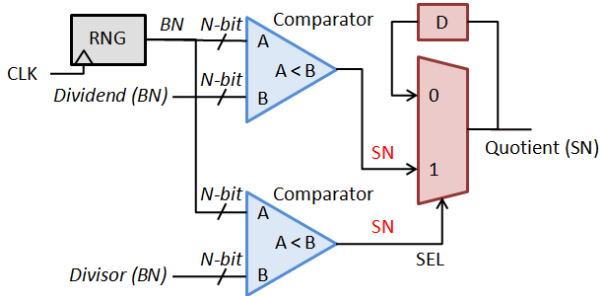 BN N-bit Comparator
D
RNG
A
CLK
A < B
N-bit
0
Dividend (BN)
B
Quotient (SN)
SN
1
N-bit Comparator
A
SN
A < B
N-bit
SEL
Divisor (BN)
B